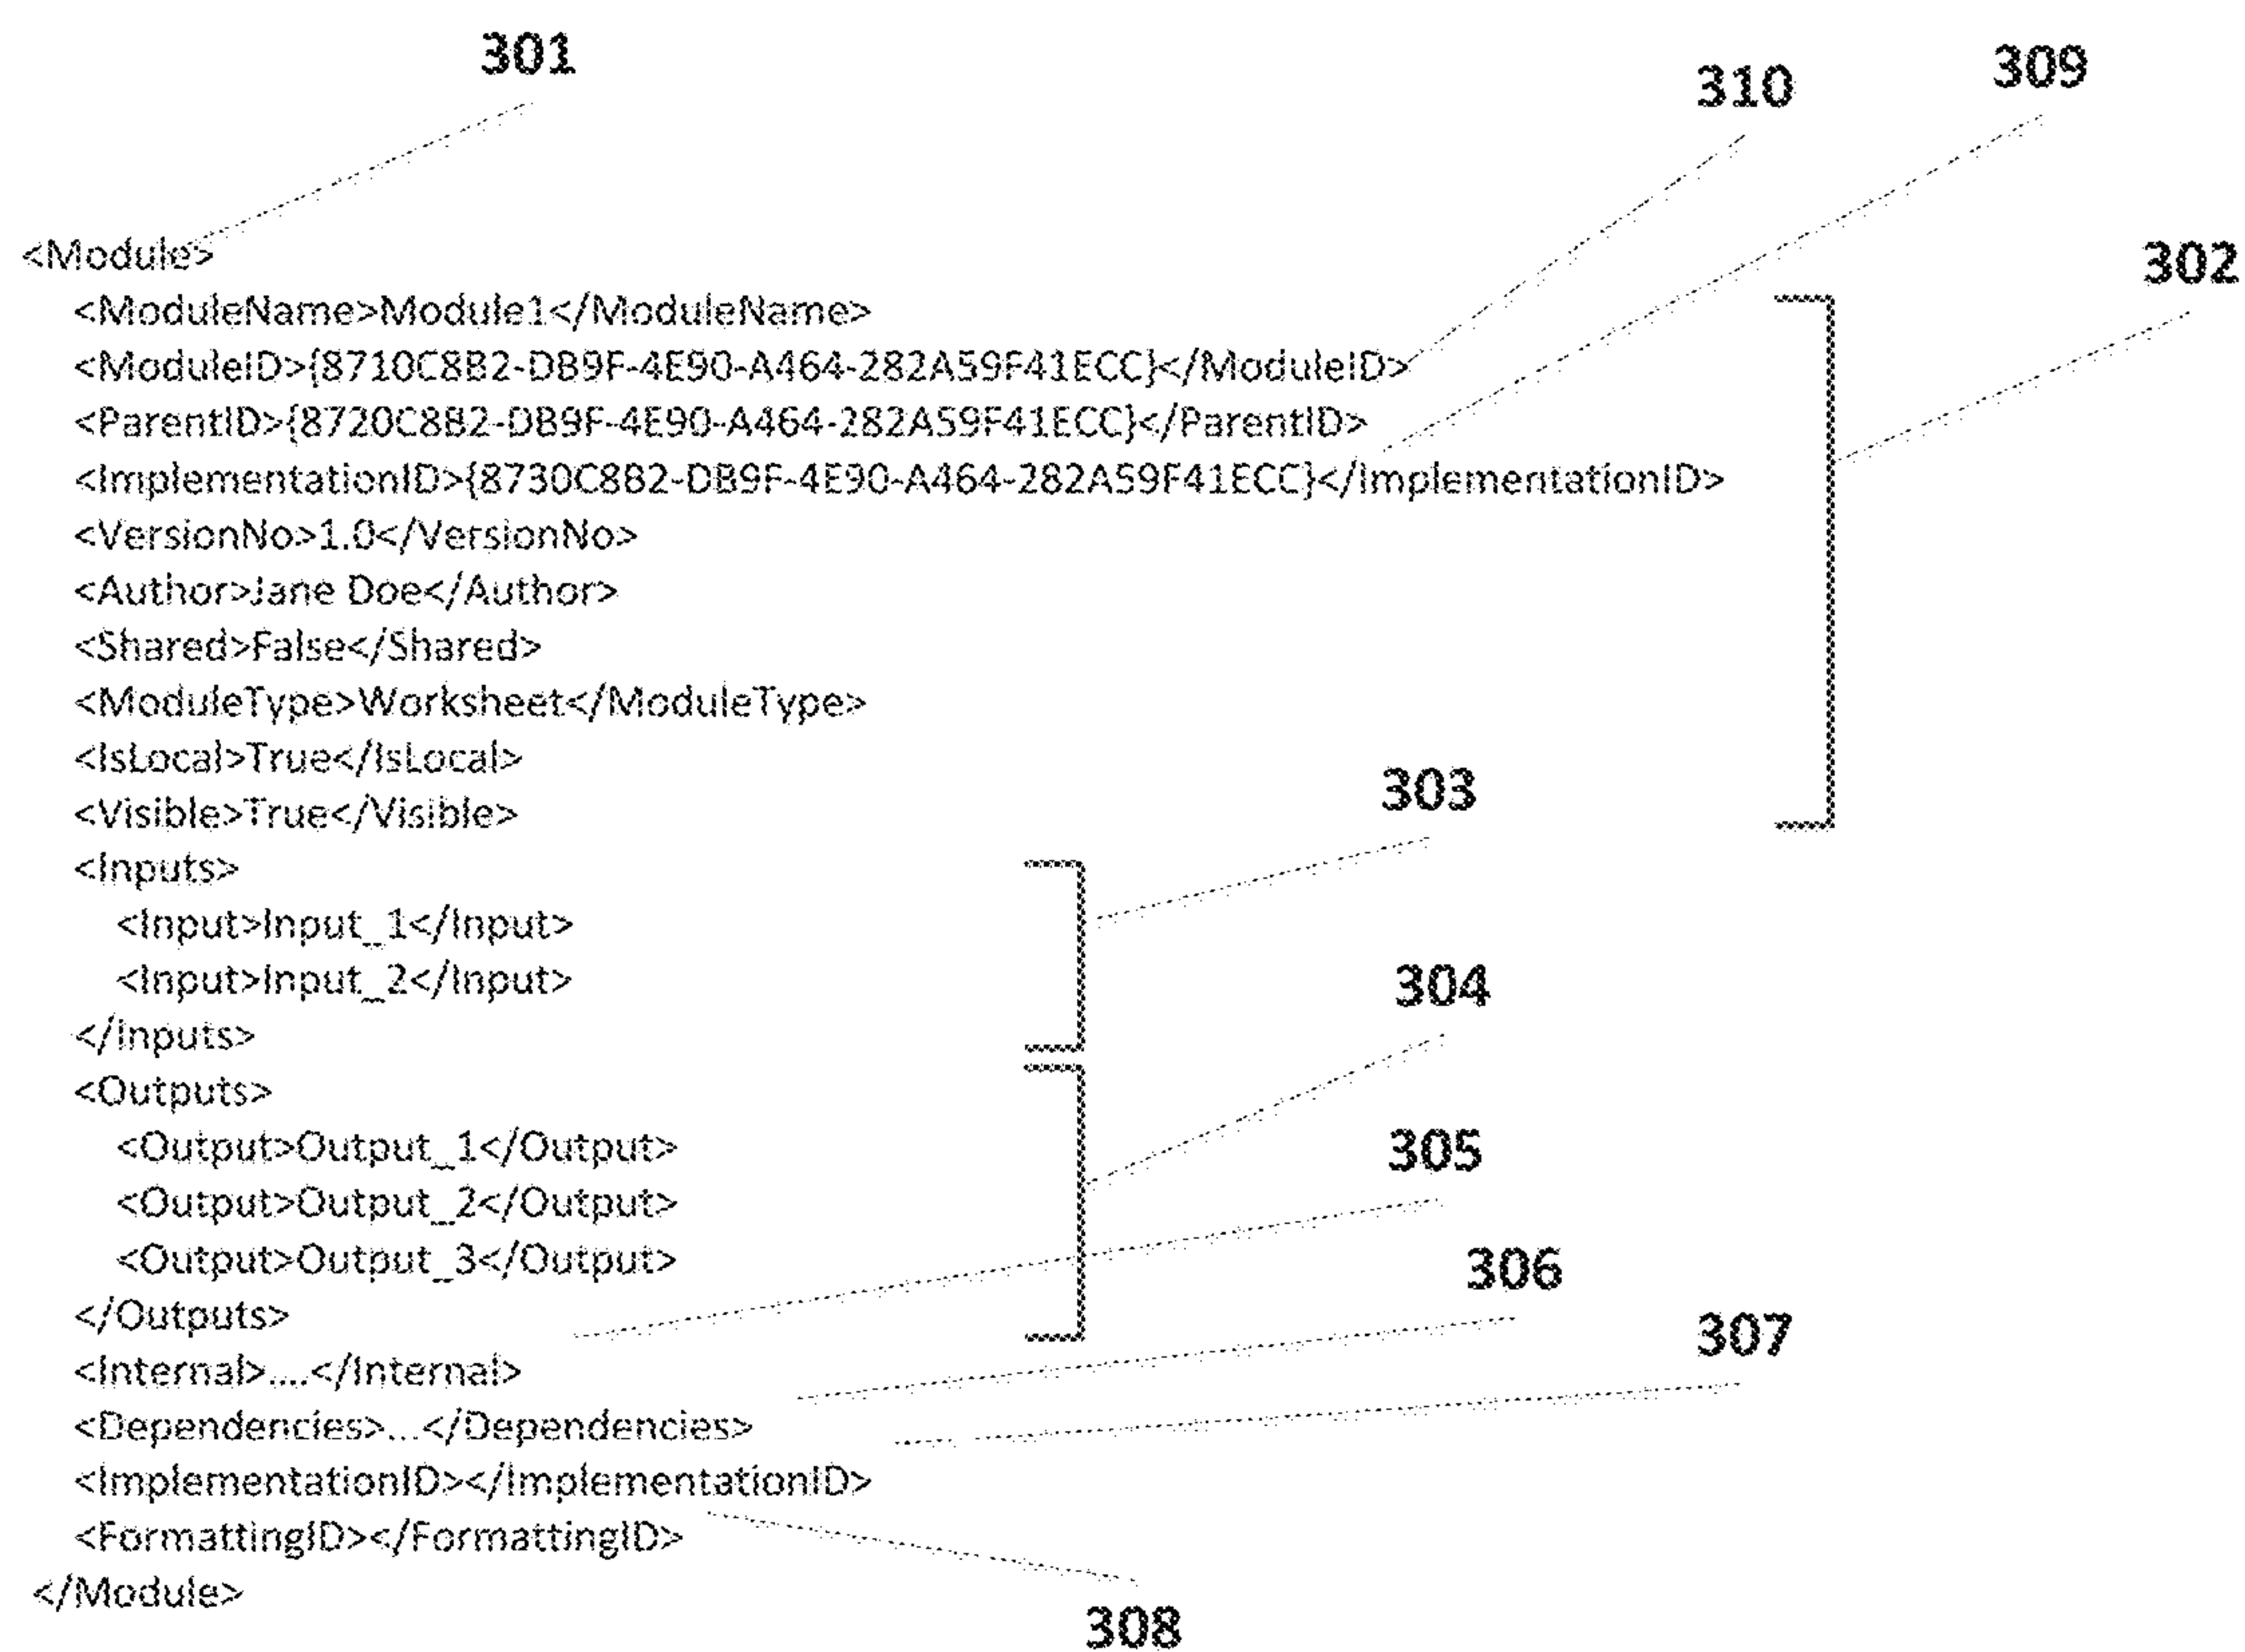 301
310
309
<Module>
302
<ModuleName>Module1</ModuleName>
<ModuleID>{8710C8B2-DB9F-4E90-A464-282A59F41ECC}</ModuleID>
<ParentID>{8720C8B2-DB9F-4E90-A464-282A59F41ECC}</ParentID>
<ImplementationID>{8730C8B2-DB9F-4E90-A464-282A59F41ECC}</ImplementationID>
<VersionNo>1.0</VersionNo>
<Author>Jane Doe</Author>
<Shared>False</Shared>
<ModuleType>Worksheet</ModuleType>
<IsLocal>True</IsLocal>
303
<Visible>True</Visible>
<Inputs>
<Input>Input_1</Input>
<Input>Input_2</Input>
304
</Inputs>
<Outputs>
<Output>Output_1</Output>
305
<Output>Output_2</Output>
<Output>Output_3</Output>
306
</Outputs>
307
<Internal>....</Internal>
<Dependencies>...</Dependencies>
<ImplementationID></ImplementationID>
<FormattingID></FormattingID>
</Module>
308